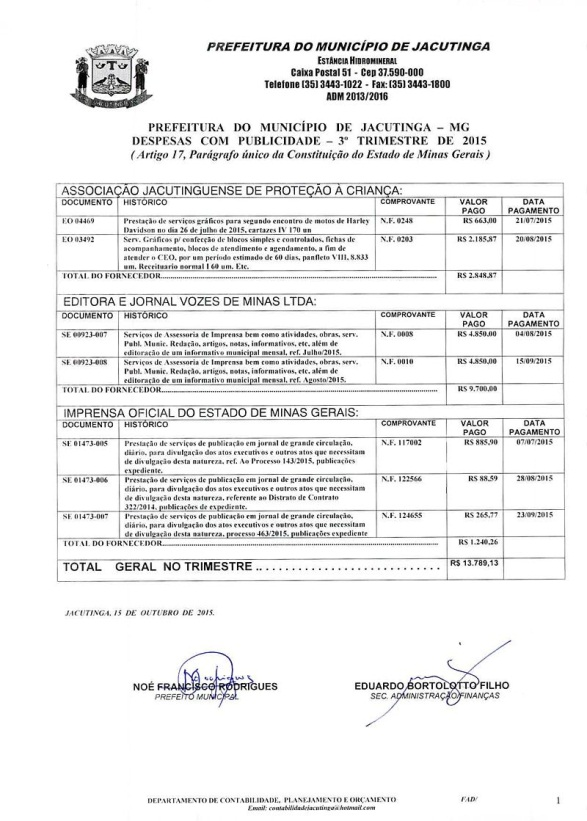 PREFEITURA DO MUNICÍPIO DE JACUTINGA
ESTÂNCIA HIDROMINERAL
Caixa Postal 51 - Cep 37.590-000
Telefone (35) 3443-1022 - Fax: (35) 3443-1800
ADM 2013/2016
PREFEITURA DO MUNICÍPIO DE JACUTINGA – MG
DESPESAS COM PUBLICIDADE – 3º TRIMESTRE DE 2015
( Artigo 17, Parágrafo único da Constituição do Estado de Minas Gerais )
ASSOCIAÇÃO JACUTINGUENSE DE PROTEÇÃO À CRIANÇA:
DOCUMENTO HISTÓRICO COMPROVANTE VALOR PAGO DATA PAGAMENTO
EO 04469 Prestação de serviços gráficos para segundo encontro de motos de Harley N.F. 0248 R$ 663,00 21/07/2015
Davidson no dia 26 de julho de 2015, cartazes IV 170 un
EO 03492 Serv. Gráficos p/ confecção de blocos simples e controlados, fichas de N.F. 0203 R$ 2.185,87 20/08/2015
acompanhamento, blocos de atendimento e agendamento, a fim de
atender o CEO, por um período estimado de 60 dias, panfleto VIII, 8.833
un, Receituario normal I 60 um. Etc.
TOTAL DO FORNECEDOR.......... R$ 2.848,87
EDITORA E JORNAL VOZES DE MINAS LTDA:
DOCUMENTO HISTÓRICO COMPROVANTE VALOR PAGO DATA PAGAMENTO
SE 00923-007 Serviços de Assessoria de Imprensa bem como atividades, obras, serv. N.F. 0008 R$ 4.850,00 04/08/2015
Publ. Munic. Redação, artigos, notas, informativos, etc, além de
editoração de um informativo municipal mensal, ref. Julho/2015.
SE 00923-008 Serviços de Assessoria de Imprensa bem como atividades, obras, serv. N.F. 0010 R$ 4.850,00 15/09/2015
Publ. Munic. Redação, artigos, notas, informativos, etc, além de
editoração de um informativo municipal mensal, ref. Agosto/2015.
TOTAL DO FORNECEDOR.......... R$ 9.700,00
IMPRENSA OFICIAL DO ESTADO DE MINAS GERAIS:
DOCUMENTO HISTÓRICO COMPROVANTE VALOR PAGO DATA PAGAMENTO
SE 01473-005 Prestação de serviços de publicação em jornal de grande circulação, N.F. 117002 R$ 885,90 07/07/2015
diário, para divulgação dos atos executivos e outros atos que necessitam
de divulgação desta natureza, ref. Ao Processo 143/2015, publicações
expediente.
SE 01473-006 Prestação de serviços de publicação em jornal de grande circulação, N.F. 122566 R$ 88,59 28/08/2015
diário, para divulgação dos atos executivos e outros atos que necessitam
de divulgação desta natureza, referente ao Distrato de Contrato
322/2014, publicações de expediente.
SE 01473-007 Prestação de serviços de publicação em jornal de grande circulação, N.F. 124655 R$ 265,77 23/09/2015
diário, para divulgação dos atos executivos e outros atos que necessitam
de divulgação desta natureza, processo 463/2015, publicações expediente
TOTAL DO FORNECEDOR.......... R$ 1.240,26
TOTAL GERAL NO TRIMESTRE .......... R$ 13.789,13
JACUTINGA, 15 DE OUTUBRO DE 2015.
NOÉ FRANCISCO RODRIGUES
PREFEITO MUNICIPAL
EDUARDO BORTOLOTTO FILHO
SEC. ADMINISTRAÇÃO/FINANÇAS
DEPARTAMENTO DE CONTABILIDADE, PLANEJAMENTO E ORÇAMENTO FAD/ 1
Email: contabilidadejacutinga@hotmail.com